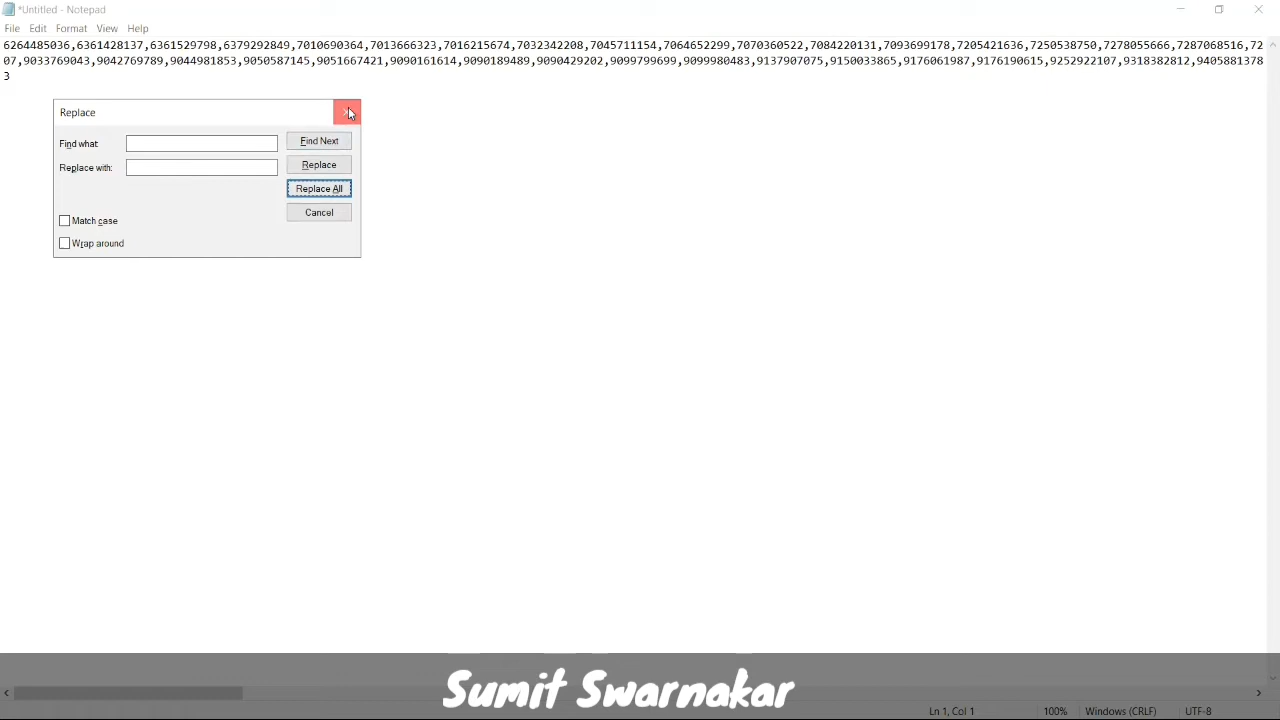 *Untitled - Notepad
File Edit Format View Help
6264485036,6361428137,6361529798,6379292849,7010690364,7013666323,7016215674,7032342208,7045711154,7064652299,7070360522,7084220131,7093699178,7205421636,7250538750,7278055666,7287068516,72
07,9033769043,9042769789,9044981853,9050587145,9051667421,9090161614,9090189489,9090429202,9099799699,9099980483,9137907075,9150033865,9176061987,9176190615,9252922107,9318382812,9405881378
3
Replace
Find what:
Find Next
Replace with:
Replace
Replace All
Cancel
Match case
Wrap around
Sumit Swarnakar
Ln 1, Col 1 100% Windows (CRLF) UTF-8